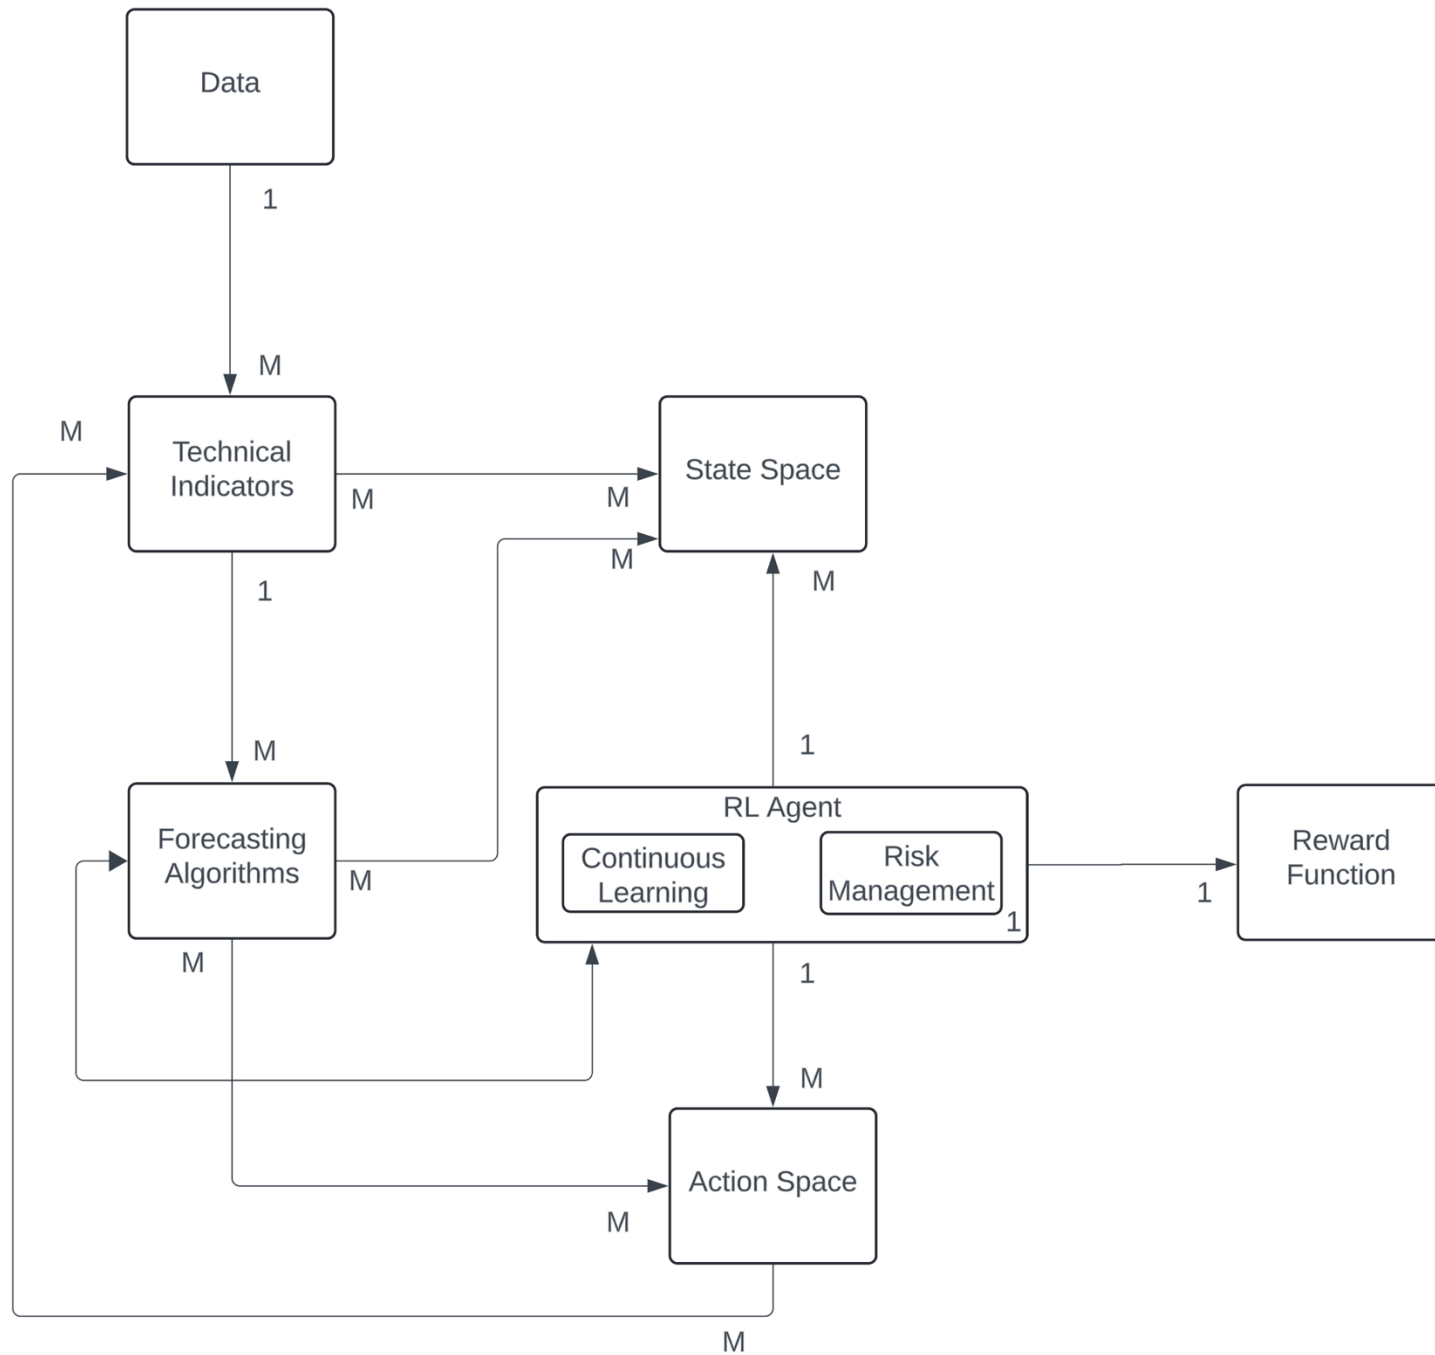 Data
1
M
M
Technical
Indicators
M
M
State Space
M
M
1
M
1
Forecasting
Algorithms
M
M
RL Agent
Continuous
Learning
Risk
Management
1
1
Reward
Function
1
M
Action Space
M
M